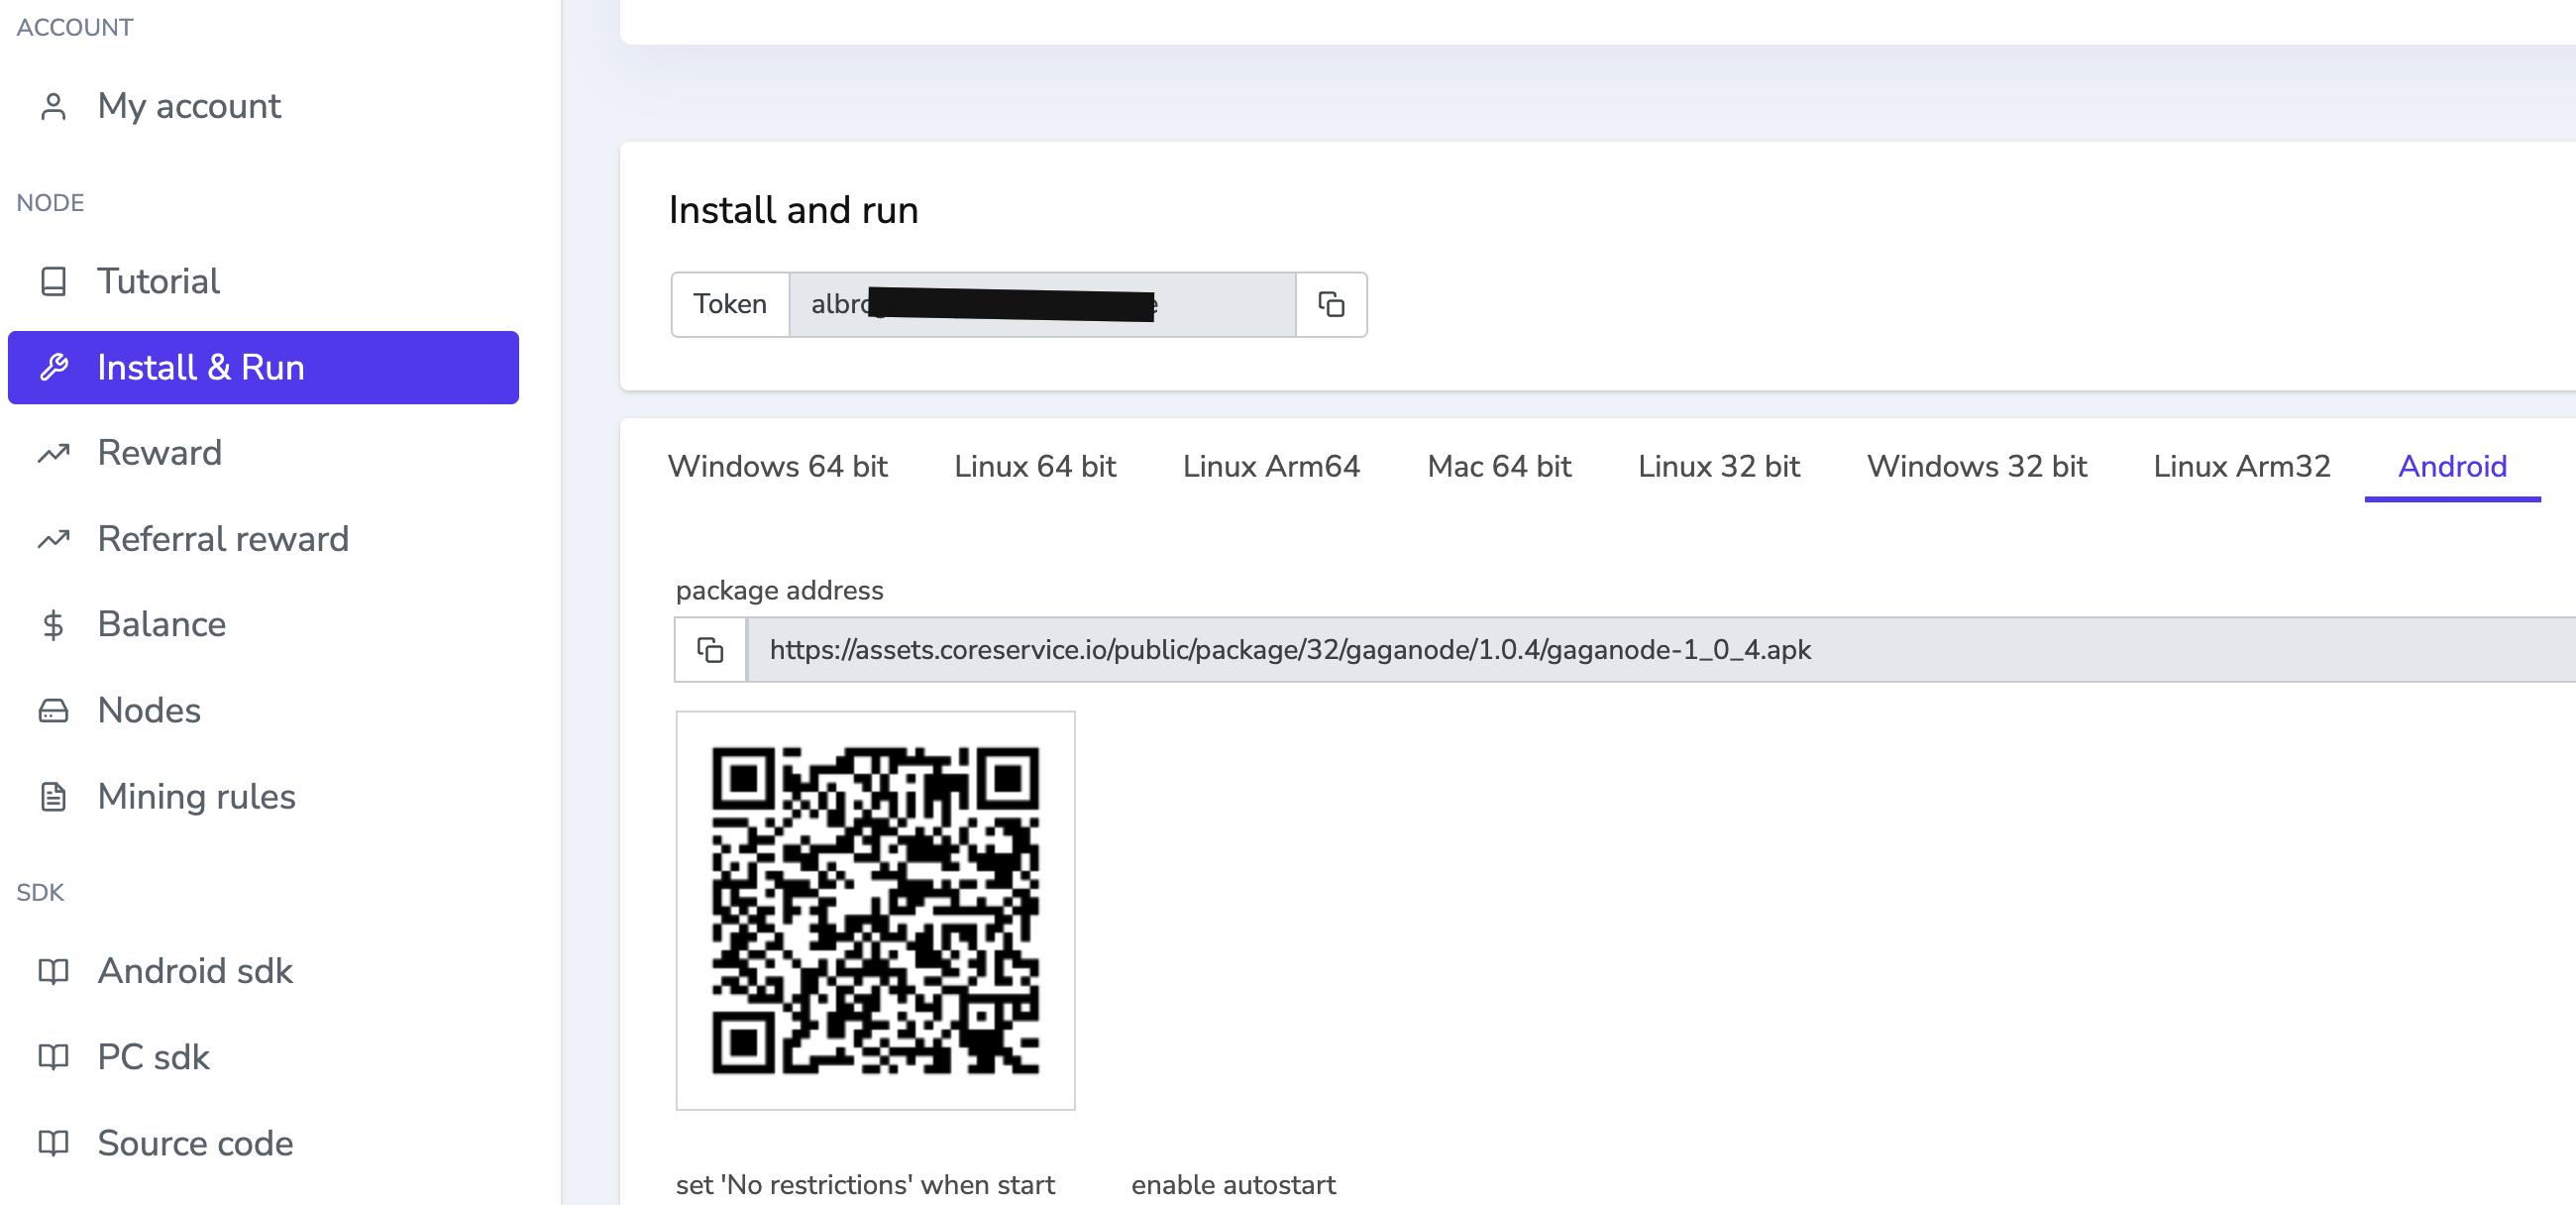 ACCOUNT
My account
NODE
Tutorial
Install & Run
Reward
Referral reward
Balance
Nodes
Mining rules
SDK
Android sdk
PC sdk
Source code
Install and run
Token
Windows 64 bit Linux 64 bit Linux Arm64 Mac 64 bit Linux 32 bit Windows 32 bit Linux Arm32 Android
package address
https://assets.coreservice.io/public/package/32/gaganode/1.0.4/gaganode-1_0_4.apk
set 'No restrictions' when start enable autostart